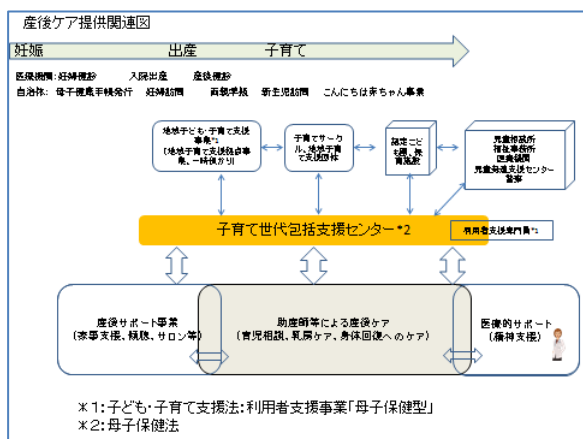 産後ケア提供関連図
妊娠 出産 子育て
医療機関：妊婦健診 入院出産 産後健診
自治体： 母子健康手帳発行 妊婦訪問 両親学級 新生児訪問 こんにちは赤ちゃん事業
地域子ども・子育て支援
事業*1
（地域子育て支援拠点事
業、一時預かり）
子育てサーク
ル、地域子育て
支援団体
認定こど
も園、保
育施設
児童相談所
福祉事務所
医療機関
児童発達支援センター
警察
子育て世代包括支援センター*2
利用者支援専門員*1
産後サポート事業
（家事支援、傾聴、サロン等）
助産師等による産後ケア
（育児相談、乳房ケア、身体回復へのケア）
医療的サポート
（精神支援）
＊1：子ども・子育て支援法：利用者支援事業「母子保健型」
＊2：母子保健法